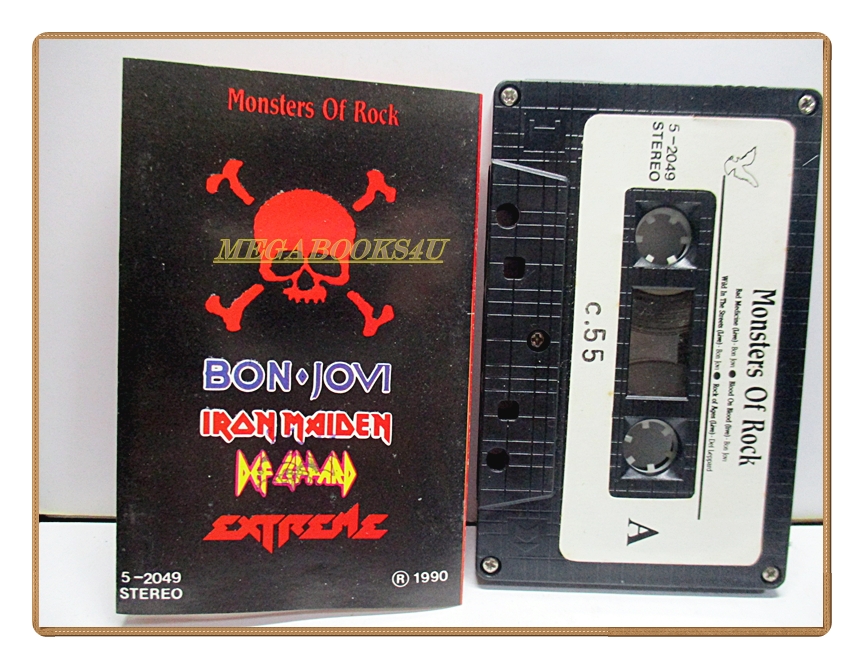 Monsters Of Rock
MEGABOOKS4U
BON JOVI
IRON MAIDEN
DEF LEPPARD
EXTREME
5-2049
STEREO
® 1990
5-2049
STEREO
Monsters Of Rock
Bad Medicine (Live) - Bon Jovi ● Blood On Blood (live) - Bon Jovi
Wild In The Streets (Live) - Bon Jovi ● Rock of Ages (Live) - Def Leppard
C.55
A